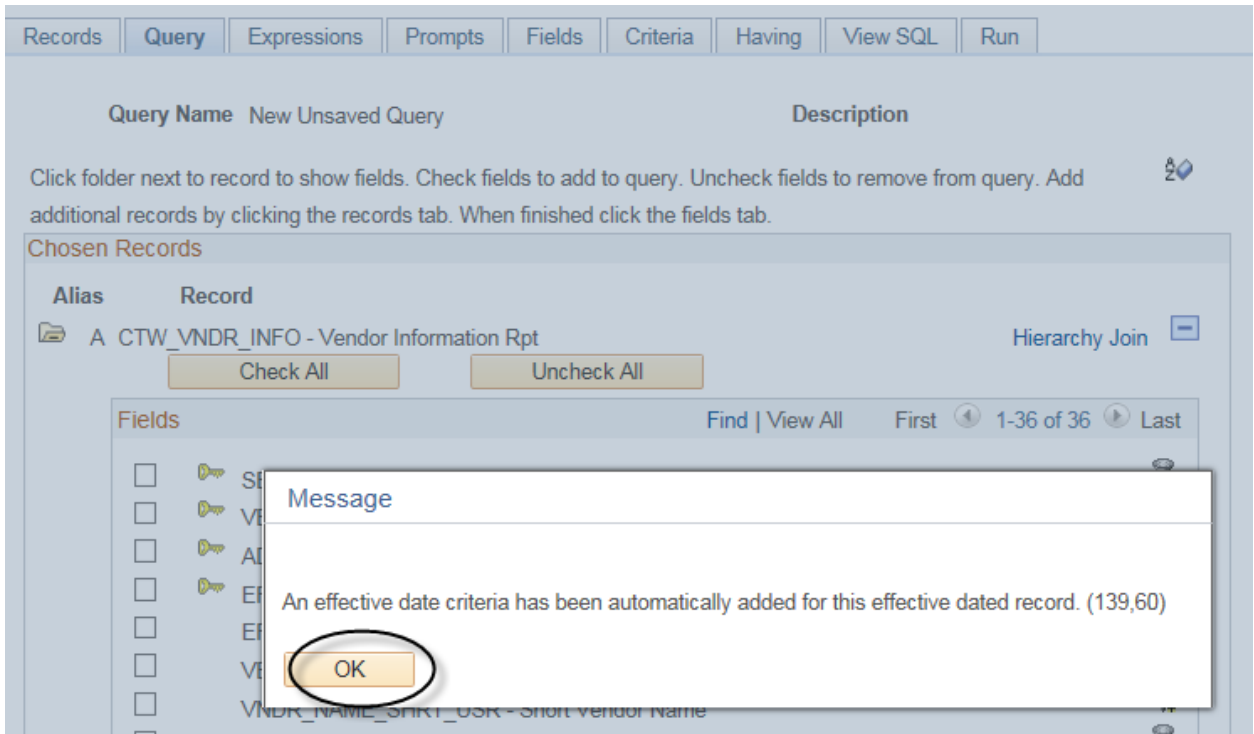 Records Query Expressions Prompts Fields Criteria Having View SQL Run
Query Name New Unsaved Query Description
Click folder next to record to show fields. Check fields to add to query. Uncheck fields to remove from query. Add
additional records by clicking the records tab. When finished click the fields tab.
Chosen Records
Alias Record
A CTW_VNDR_INFO - Vendor Information Rpt Hierarchy Join
Check All Uncheck All
Fields Find | View All First 1-36 of 36 Last
Message
An effective date criteria has been automatically added for this effective dated record. (139,60)
OK
VNDR_NAME_SHRT_USR - Short Vendor Name